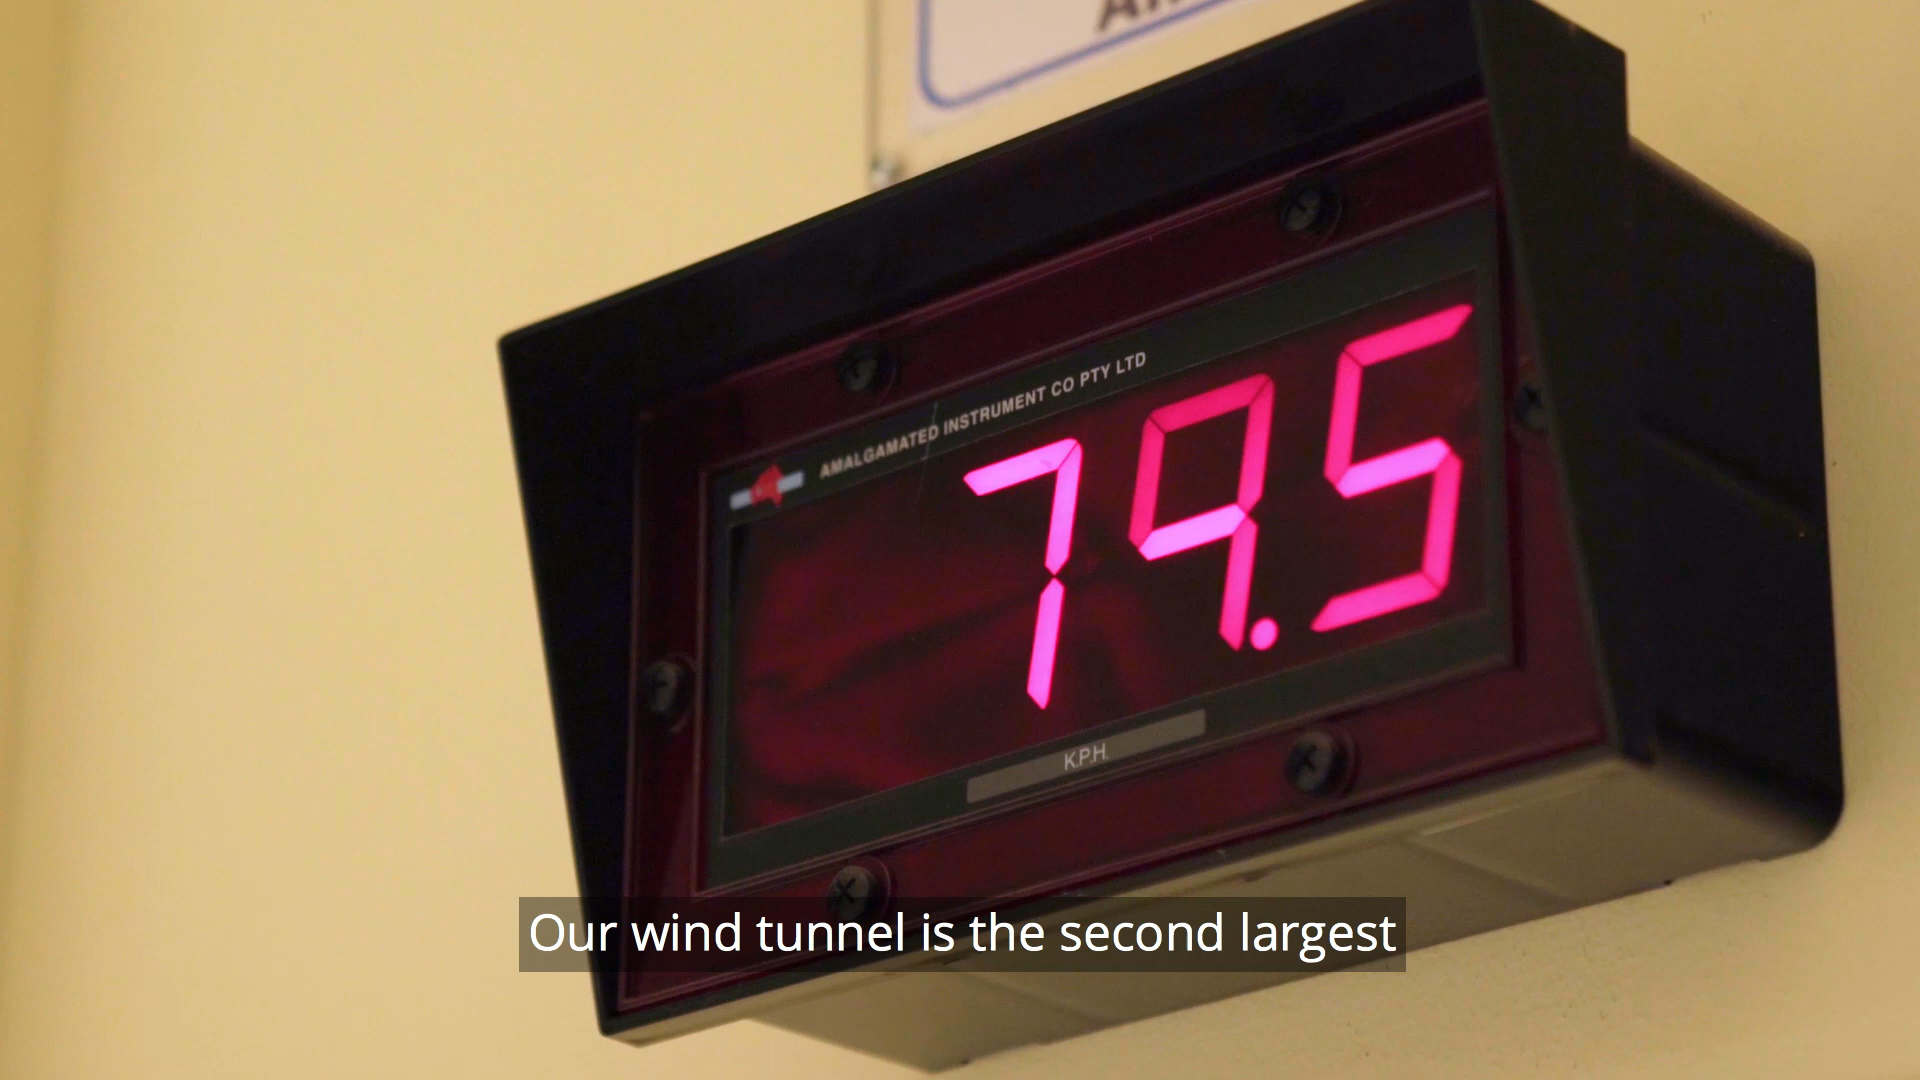 AMALGAMATED INSTRUMENT CO PTY LTD
79.5
K.P.H.
Our wind tunnel is the second largest